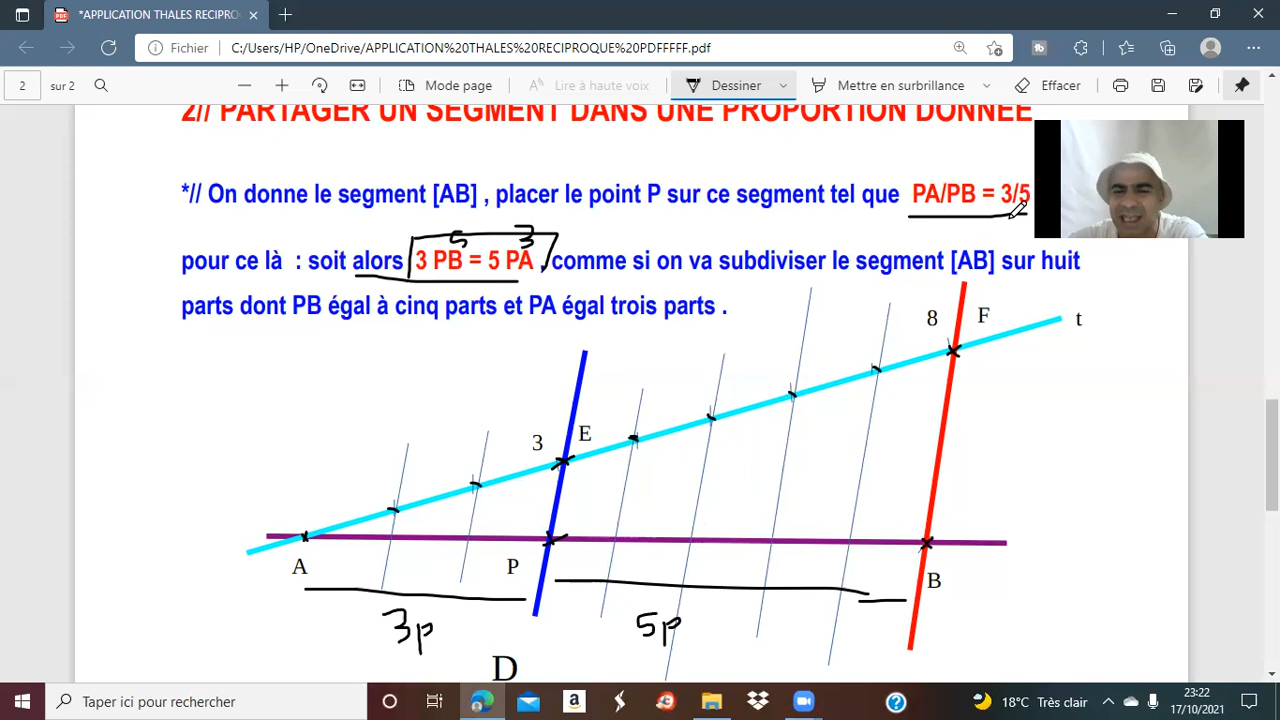 *APPLICATION THALES RECIPRO
Fichier
C:/Users/HP/OneDrive/APPLICATION%20THALES%20RECIPROQUE%20PDFFFFF.pdf
2 sur 2
Mode page
Lire à haute voix
Dessiner
Mettre en surbrillance
Effacer
2// PARTAGER UN SEGMENT DANS UNE PROPORTION DONNEE
*// On donne le segment [AB] , placer le point P sur ce segment tel que PA/PB = 3/5
5 3
pour ce là : soit alors 3 PB = 5 PA , comme si on va subdiviser le segment [AB] sur huit
parts dont PB égal à cinq parts et PA égal trois parts .
8 F t
3 E
A P B
3p 5p
D
Taper ici pour rechercher
a
18°C Très clair
23:22
17/10/2021